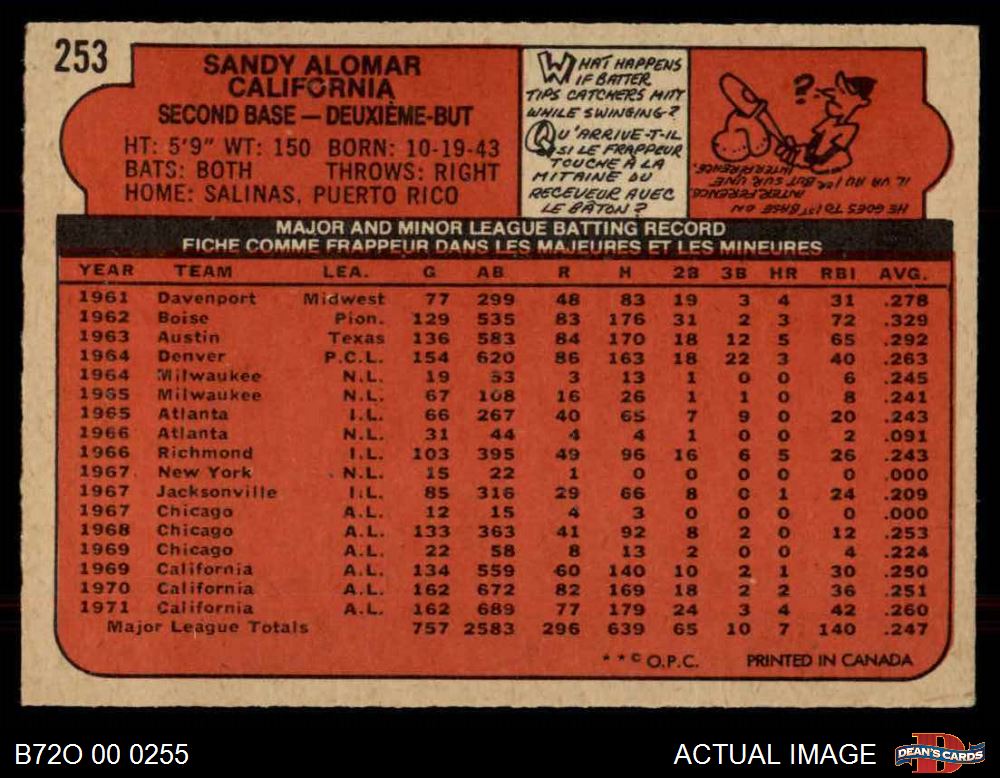 253
SANDY ALOMAR
CALIFORNIA
SECOND BASE — DEUXIÈME-BUT
HT: 5'9" WT: 150 BORN: 10-19-43
BATS: BOTH THROWS: RIGHT
HOME: SALINAS, PUERTO RICO
WHAT HAPPENS
IF BATTER
TIPS CATCHERS MITT
WHILE SWINGING?
QU'ARRIVE-T-IL
SI LE FRAPPEUR
TOUCHE À LA
MITAINE DU
RECEVEUR AVEC
LE BÂTON?
?
HE GOES TO 1ST BASE ON
INTERFERENCE
IL VA AU 1er BUT SUR UNE
INTERFERENCE.
MAJOR AND MINOR LEAGUE BATTING RECORD
FICHE COMME FRAPPEUR DANS LES MAJEURES ET LES MINEURES
YEAR TEAM LEA. G AB R H 2B 3B HR RBI AVG.
1961 Davenport Midwest 77 299 48 83 19 3 4 31 .278
1962 Boise Pion. 129 535 83 176 31 2 3 72 .329
1963 Austin Texas 136 583 84 170 18 12 5 65 .292
1964 Denver P.C.L. 154 620 86 163 18 22 3 40 .263
1964 Milwaukee N.L. 19 53 3 13 1 0 0 6 .245
1965 Milwaukee N.L. 67 108 16 26 1 1 0 8 .241
1965 Atlanta I.L. 66 267 40 65 7 9 0 20 .243
1966 Atlanta N.L. 31 44 4 4 1 0 0 2 .091
1966 Richmond I.L. 103 395 49 96 16 6 5 26 .243
1967 New York N.L. 15 22 1 0 0 0 0 0 .000
1967 Jacksonville I.L. 85 316 29 66 8 0 1 24 .209
1967 Chicago A.L. 12 15 4 3 0 0 0 0 .000
1968 Chicago A.L. 133 363 41 92 8 2 0 12 .253
1969 Chicago A.L. 22 58 8 13 2 0 0 4 .224
1969 California A.L. 134 559 60 140 10 2 1 30 .250
1970 California A.L. 162 672 82 169 18 2 2 36 .251
1971 California A.L. 162 689 77 179 24 3 4 42 .260
Major League Totals 757 2583 296 639 65 10 7 140 .247
* * © O.P.C. PRINTED IN CANADA
B72O 00 0255
ACTUAL IMAGE
DEAN'S CARDS